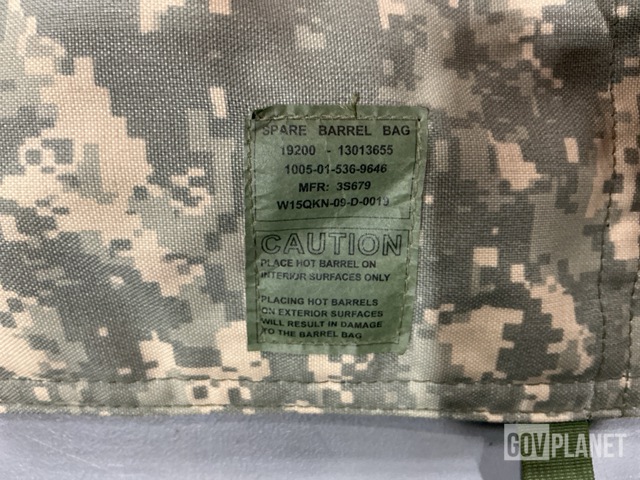 SPARE BARREL BAG
19200 - 13013655
1005-01-536-9646
MFR: 3S679
W15QKN-09-D-0019
CAUTION
PLACE HOT BARREL ON
INTERIOR SURFACES ONLY
PLACING HOT BARRELS
ON EXTERIOR SURFACES
WILL RESULT IN DAMAGE
TO THE BARREL BAG
GOVPLANET